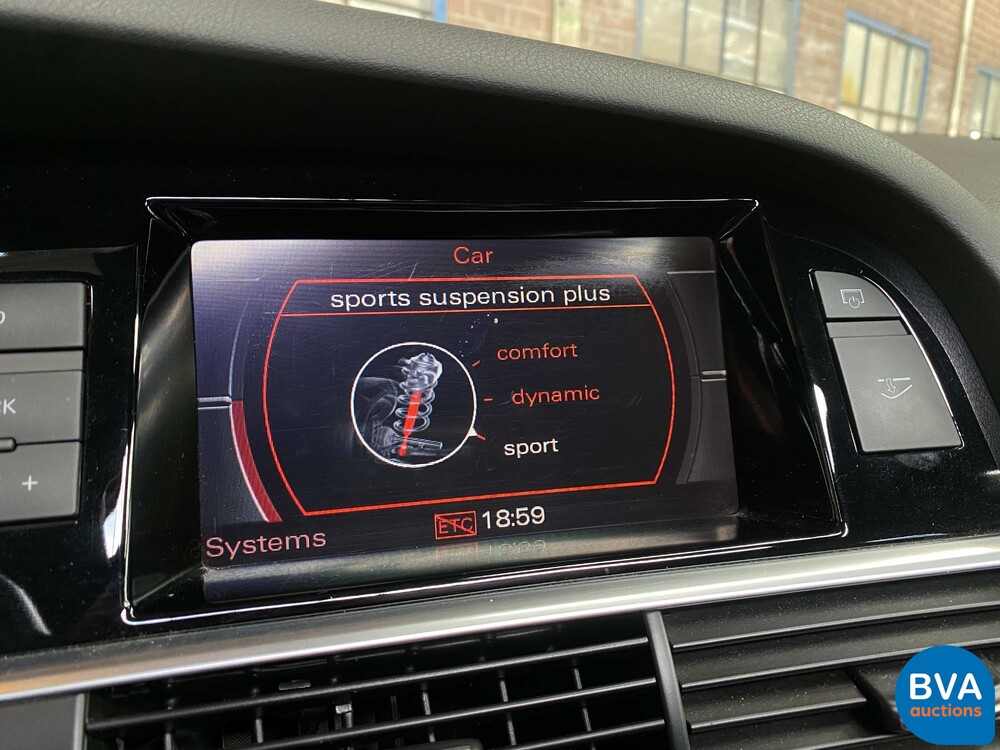 Car
sports suspension plus
comfort
dynamic
sport
ETC 18:59
Systems
+
BVA
auctions